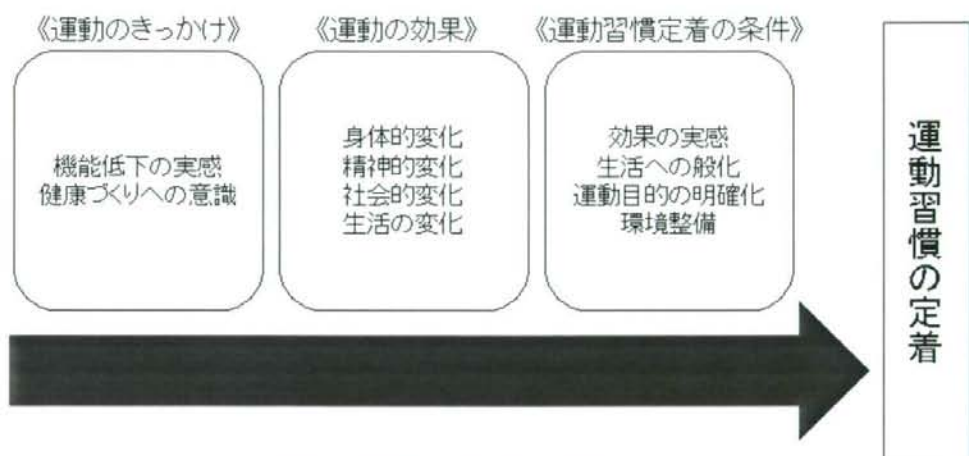 《運動のきっかけ》
機能低下の実感
健康づくりへの意識
《運動の効果》
身体的変化
精神的変化
社会的変化
生活の変化
《運動習慣定着の条件》
効果の実感
生活への般化
運動目的の明確化
環境整備
運動習慣の定着